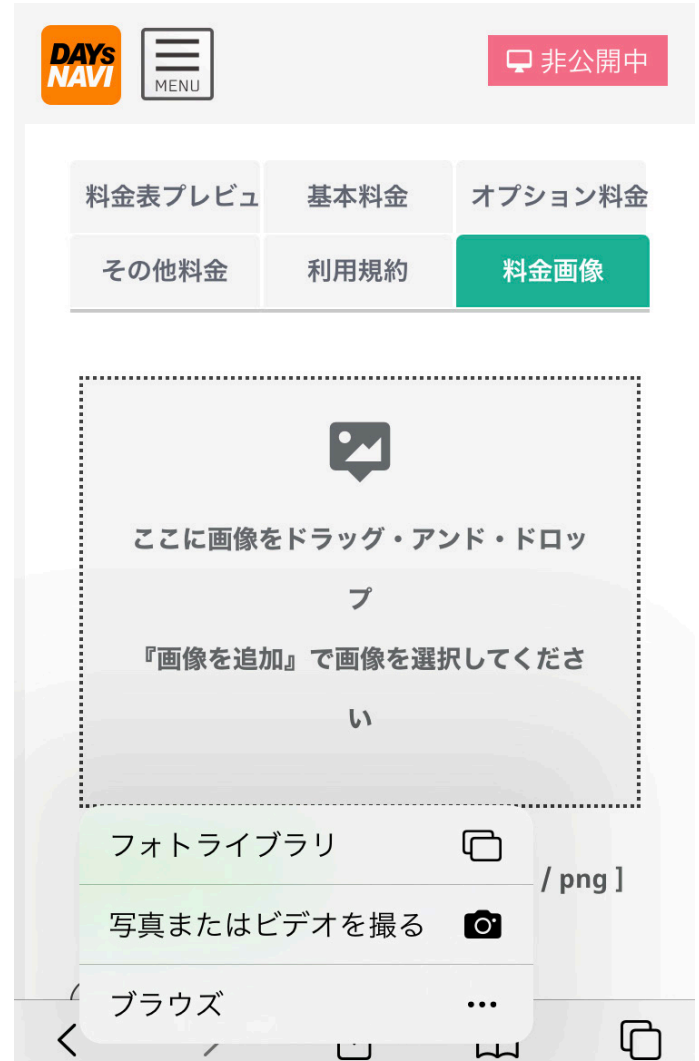 DAYs
NAVI
MENU
非公開中
料金表プレビュ
基本料金
オプション料金
その他料金
利用規約
料金画像
ここに画像をドラッグ・アンド・ドロッ
プ
『画像を追加』で画像を選択してくださ
い
/ png ]
フォトライブラリ
写真またはビデオを撮る
ブラウズ